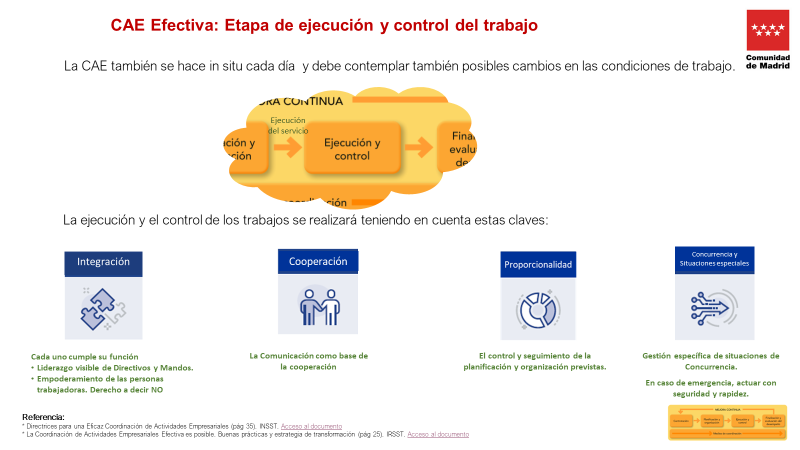 CAE Efectiva: Etapa de ejecución y control del trabajo
Comunidad
de Madrid
La CAE también se hace in situ cada día y debe contemplar también posibles cambios en las condiciones de trabajo.
ORA CONTINUA
Ejecución
del servicio
ción y
ción
Ejecución y
control
Fina
evalu
de
ción
La ejecución y el control de los trabajos se realizará teniendo en cuenta estas claves:
Integración
Cooperación
Proporcionalidad
Concurrencia y
Situaciones especiales
Cada uno cumple su función
• Liderazgo visible de Directivos y Mandos.
• Empoderamiento de las personas
trabajadoras. Derecho a decir NO
La Comunicación como base de
la cooperación
El control y seguimiento de la
planificación y organización previstas.
Gestión específica de situaciones de
Concurrencia.
En caso de emergencia, actuar con
seguridad y rapidez.
Referencia:
* Directrices para una Eficaz Coordinación de Actividades Empresariales (pág 35). INSST. Acceso al documento
* La Coordinación de Actividades Empresariales Efectiva es posible. Buenas prácticas y estrategia de transformación (pág 25). IRSST. Acceso al documento
MEJORA CONTINUA